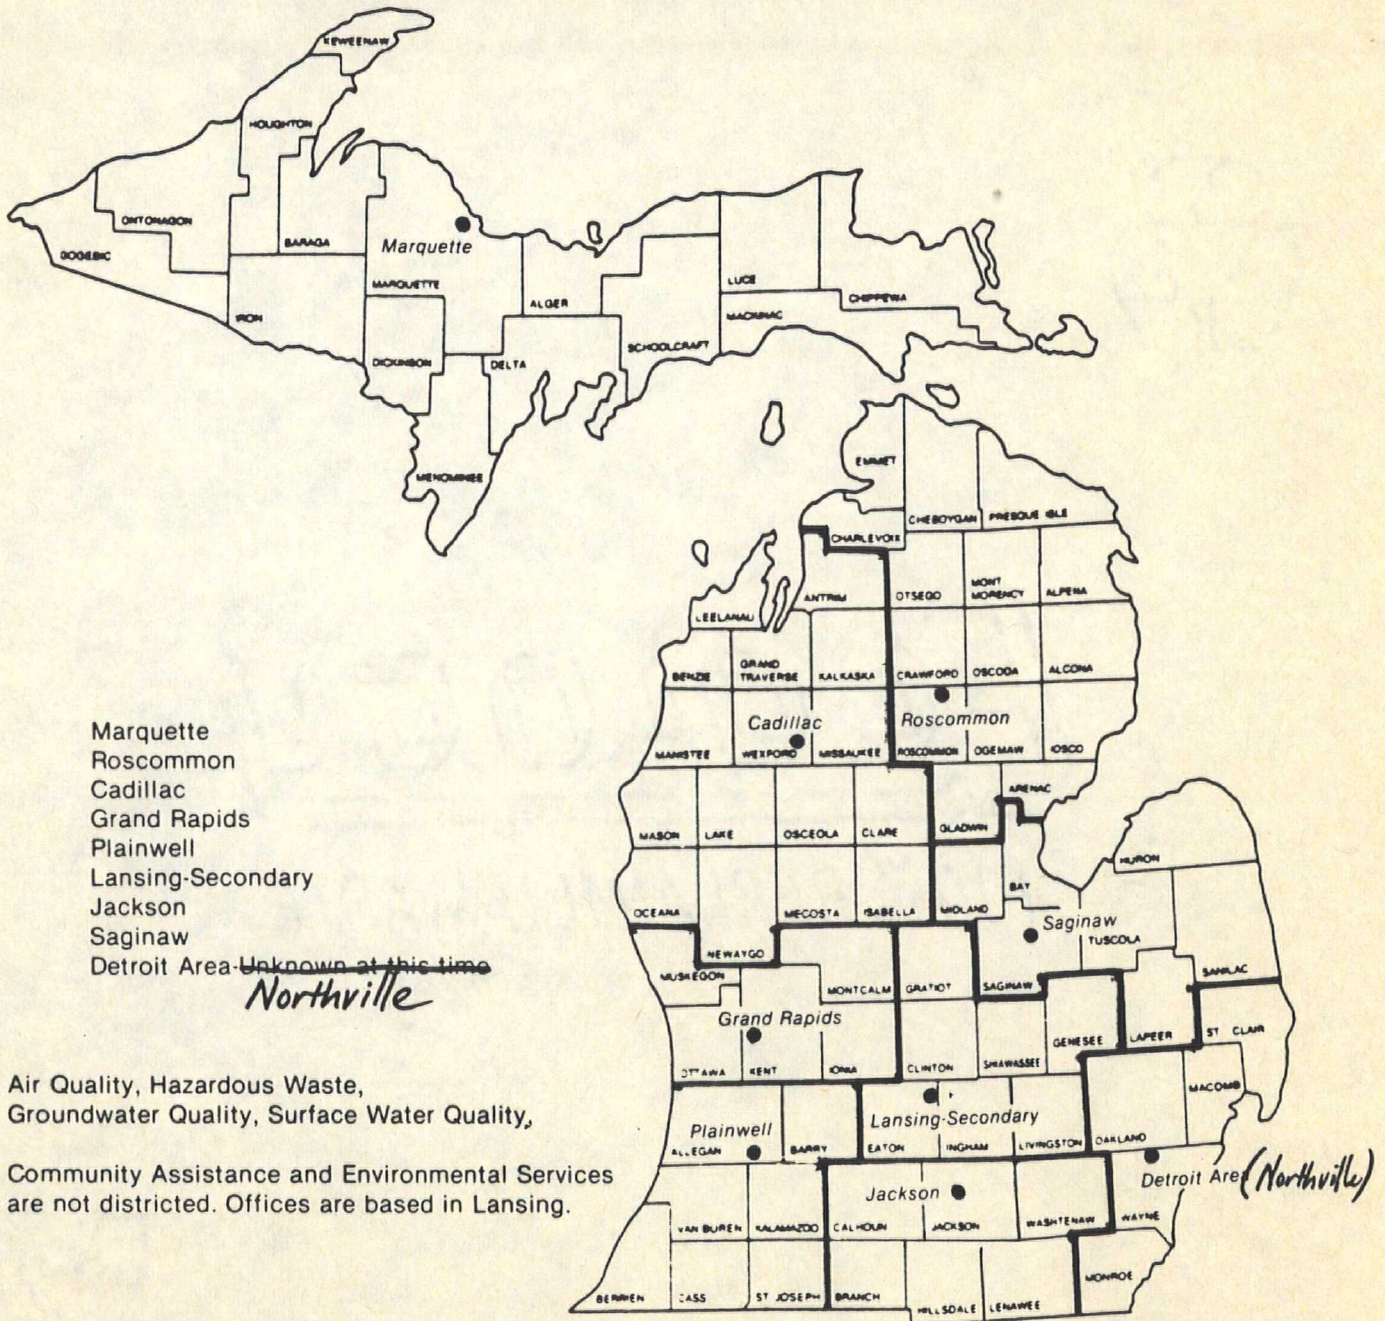 KEWEENAW
HOUGHTON
ONTONAGON
GOGEBIC
BARAGA
Marquette
MARQUETTE
ALGER
LUCE
CHIPPEWA
IRON
MACKINAC
SCHOOLCRAFT
DICKINSON
DELTA
MENOMINEE
EMMET
CHEBOYGAN
PRESQUE ISLE
CHARLEVOIX
ANTRIM
OTSEGO
MONT
MORENCY
ALPENA
LEELANAU
BENZIE
GRAND
TRAVERSE
KALKASKA
CRAWFORD
OSCODA
ALCONA
Cadillac
Roscommon
MANISTEE
WEXFORD
MISSAUKEE
ROSCOMMON
OGEMAW
IOSCO
ARENAC
MASON
LAKE
OSCEOLA
CLARE
GLADWIN
HURON
BAY
OCEANA
MECOSTA
ISABELLA
MIDLAND
Saginaw
TUSCOLA
NEWAYGO
MUSKEGON
MONTCALM
GRATIOT
SAGINAW
SANILAC
Grand Rapids
OTTAWA
KENT
IONIA
CLINTON
SHIAWASSEE
GENESEE
LAPEER
ST CLAIR
MACOMB
Plainwell
Lansing-Secondary
ALLEGAN
BARRY
EATON
INGHAM
LIVINGSTON
OAKLAND
Detroit Area (Northville)
Jackson
VAN BUREN
KALAMAZOO
CALHOUN
JACKSON
WASHTENAW
WAYNE
BERRIEN
CASS
ST JOSEPH
BRANCH
HILLSDALE
LENAWEE
MONROE
Marquette
Roscommon
Cadillac
Grand Rapids
Plainwell
Lansing-Secondary
Jackson
Saginaw
Detroit Area-Unknown at this time
Northville
Air Quality, Hazardous Waste,
Groundwater Quality, Surface Water Quality,
Community Assistance and Environmental Services
are not districted. Offices are based in Lansing.